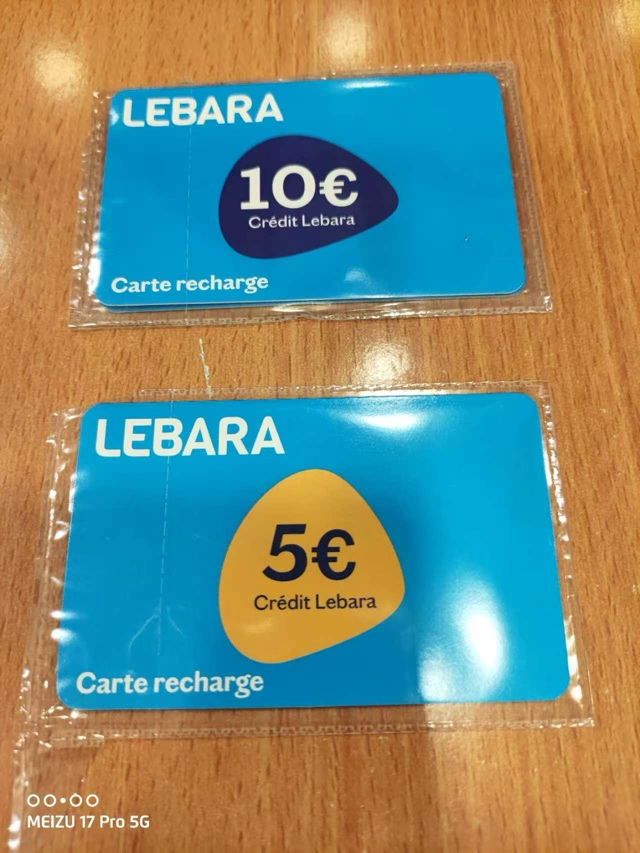 LEBARA
10€
Crédit Lebara
Carte recharge
LEBARA
5€
Crédit Lebara
Carte recharge
MEIZU 17 Pro 5G